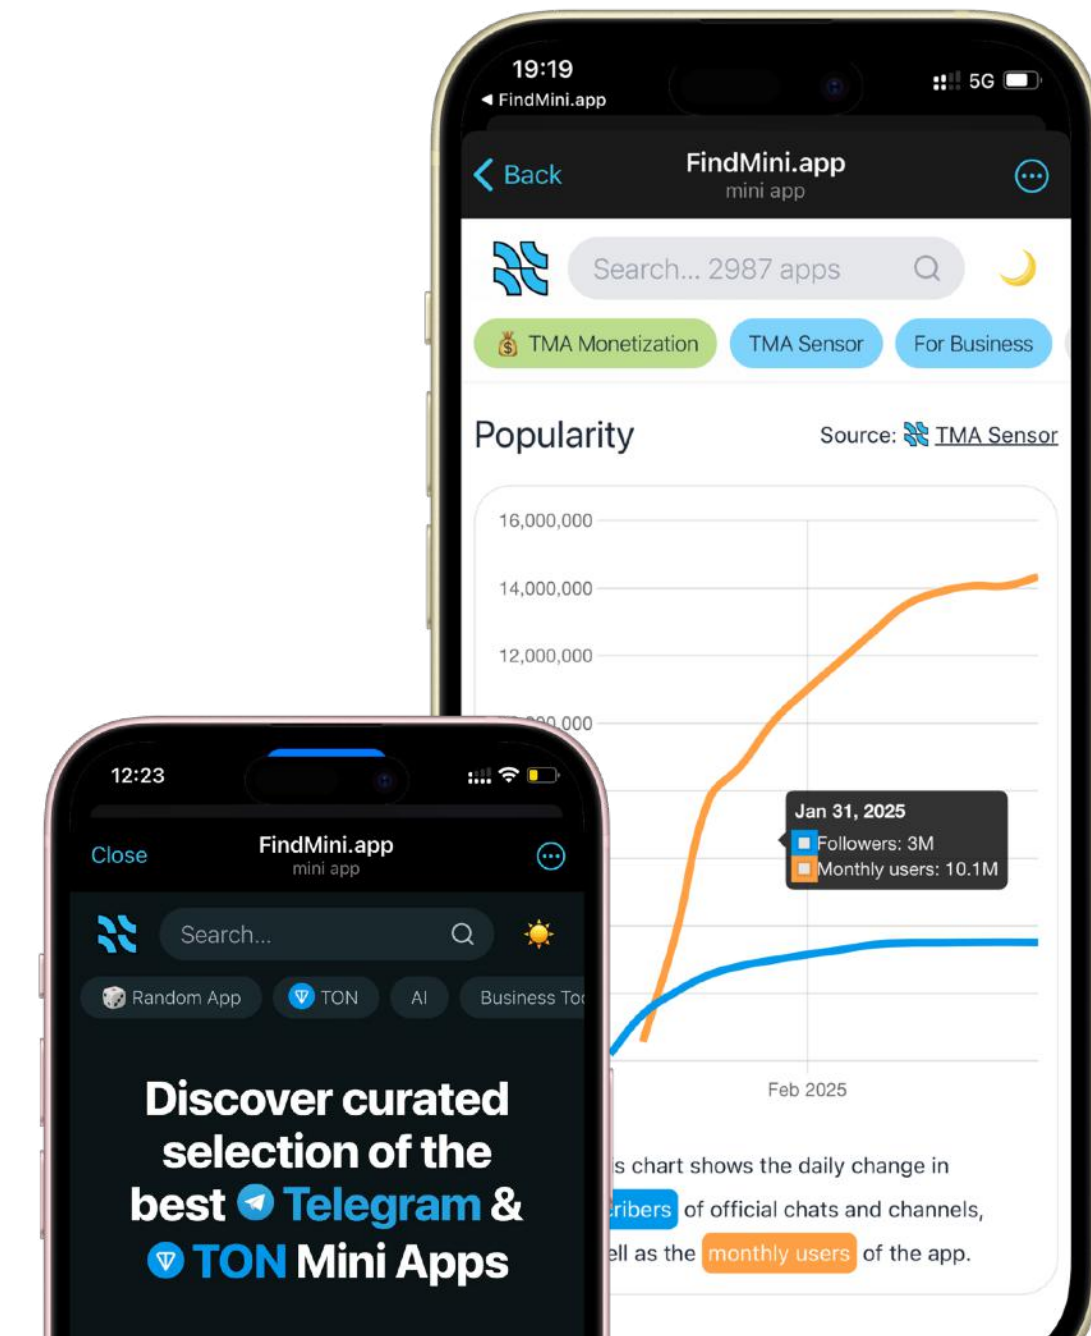 19:19
5G
◀ FindMini.app
Back
FindMini.app
mini app
Search... 2987 apps
💰 TMA Monetization
TMA Sensor
For Business
Popularity
Source: TMA Sensor
16,000,000
14,000,000
12,000,000
Jan 31, 2025
Followers: 3M
Monthly users: 10.1M
Feb 2025
chart shows the daily change in
of official chats and channels,
as the monthly users of the app.
12:23
Close
FindMini.app
mini app
Search...
🎲 Random App
TON
AI
Business
Discover curated
selection of the
best Telegram &
TON Mini Apps